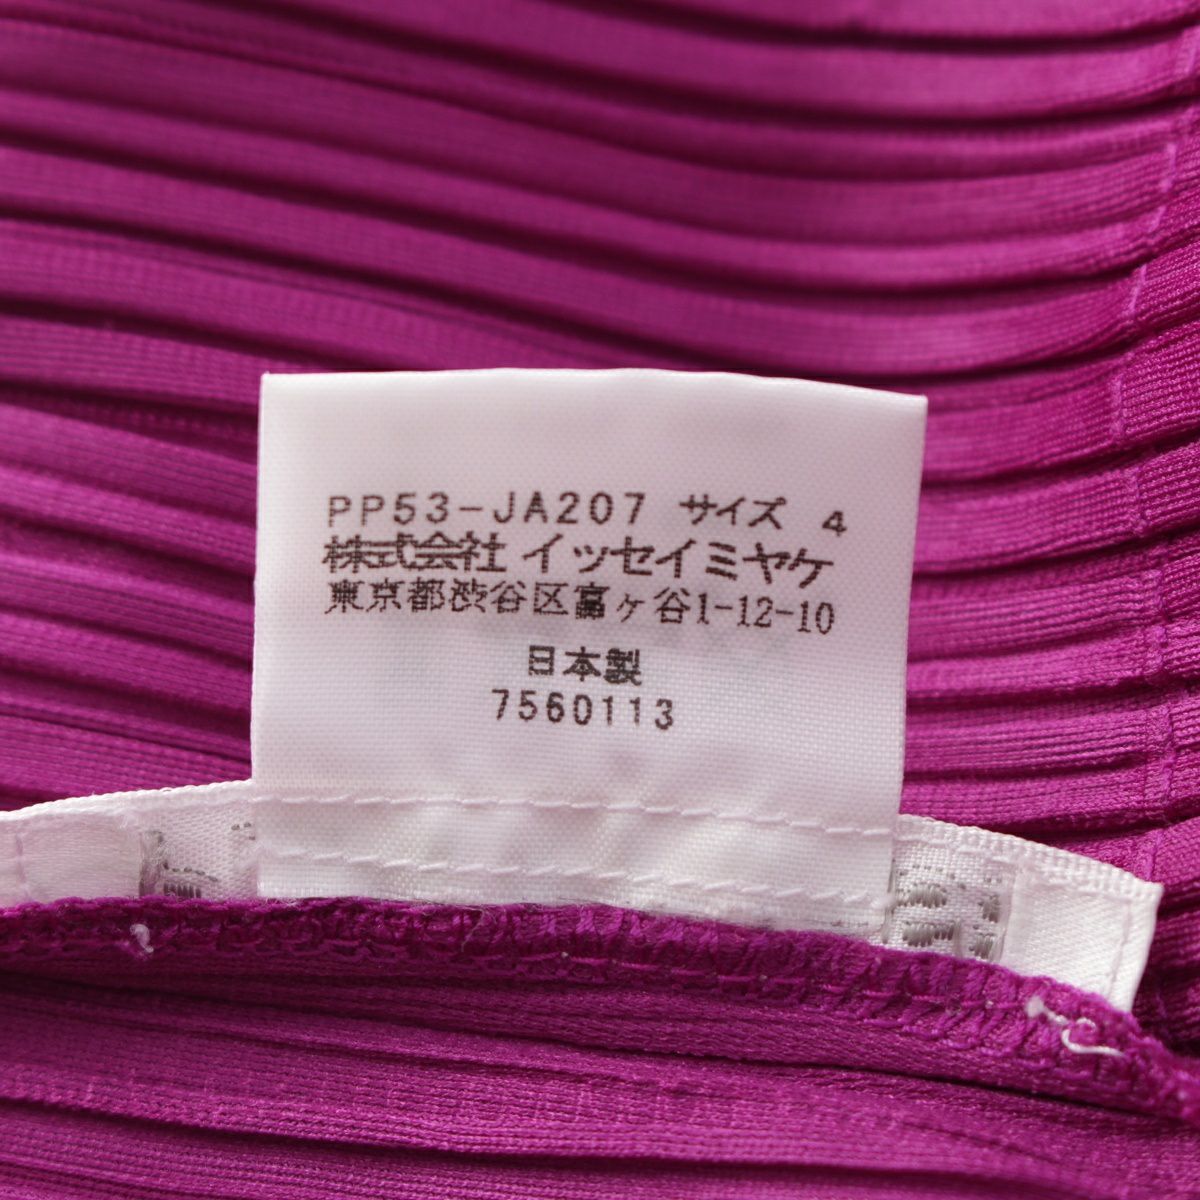 PP53-JA207 サイズ 4
株式会社 イッセイミヤケ
東京都渋谷区富ヶ谷1-12-10
日本製
7560113